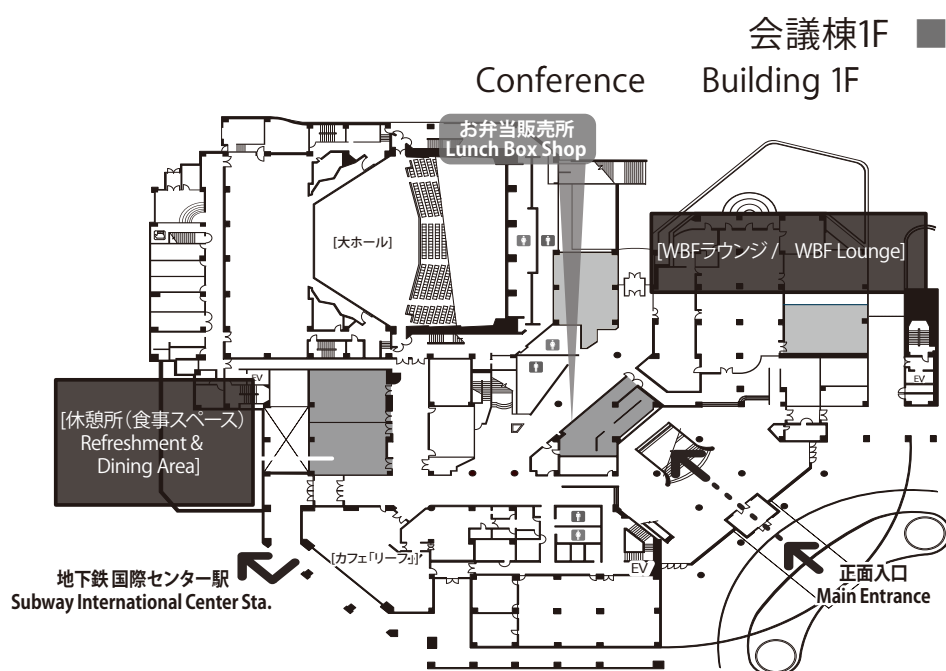 会議棟1F
Conference Building 1F
お弁当販売所
Lunch Box Shop
[大ホール]
[WBFラウンジ / WBF Lounge]
EV
EV
[休憩所(食事スペース)
Refreshment &
Dining Area]
[カフェ「リーフ」]
EV
地下鉄 国際センター駅
Subway International Center Sta.
正面入口
Main Entrance